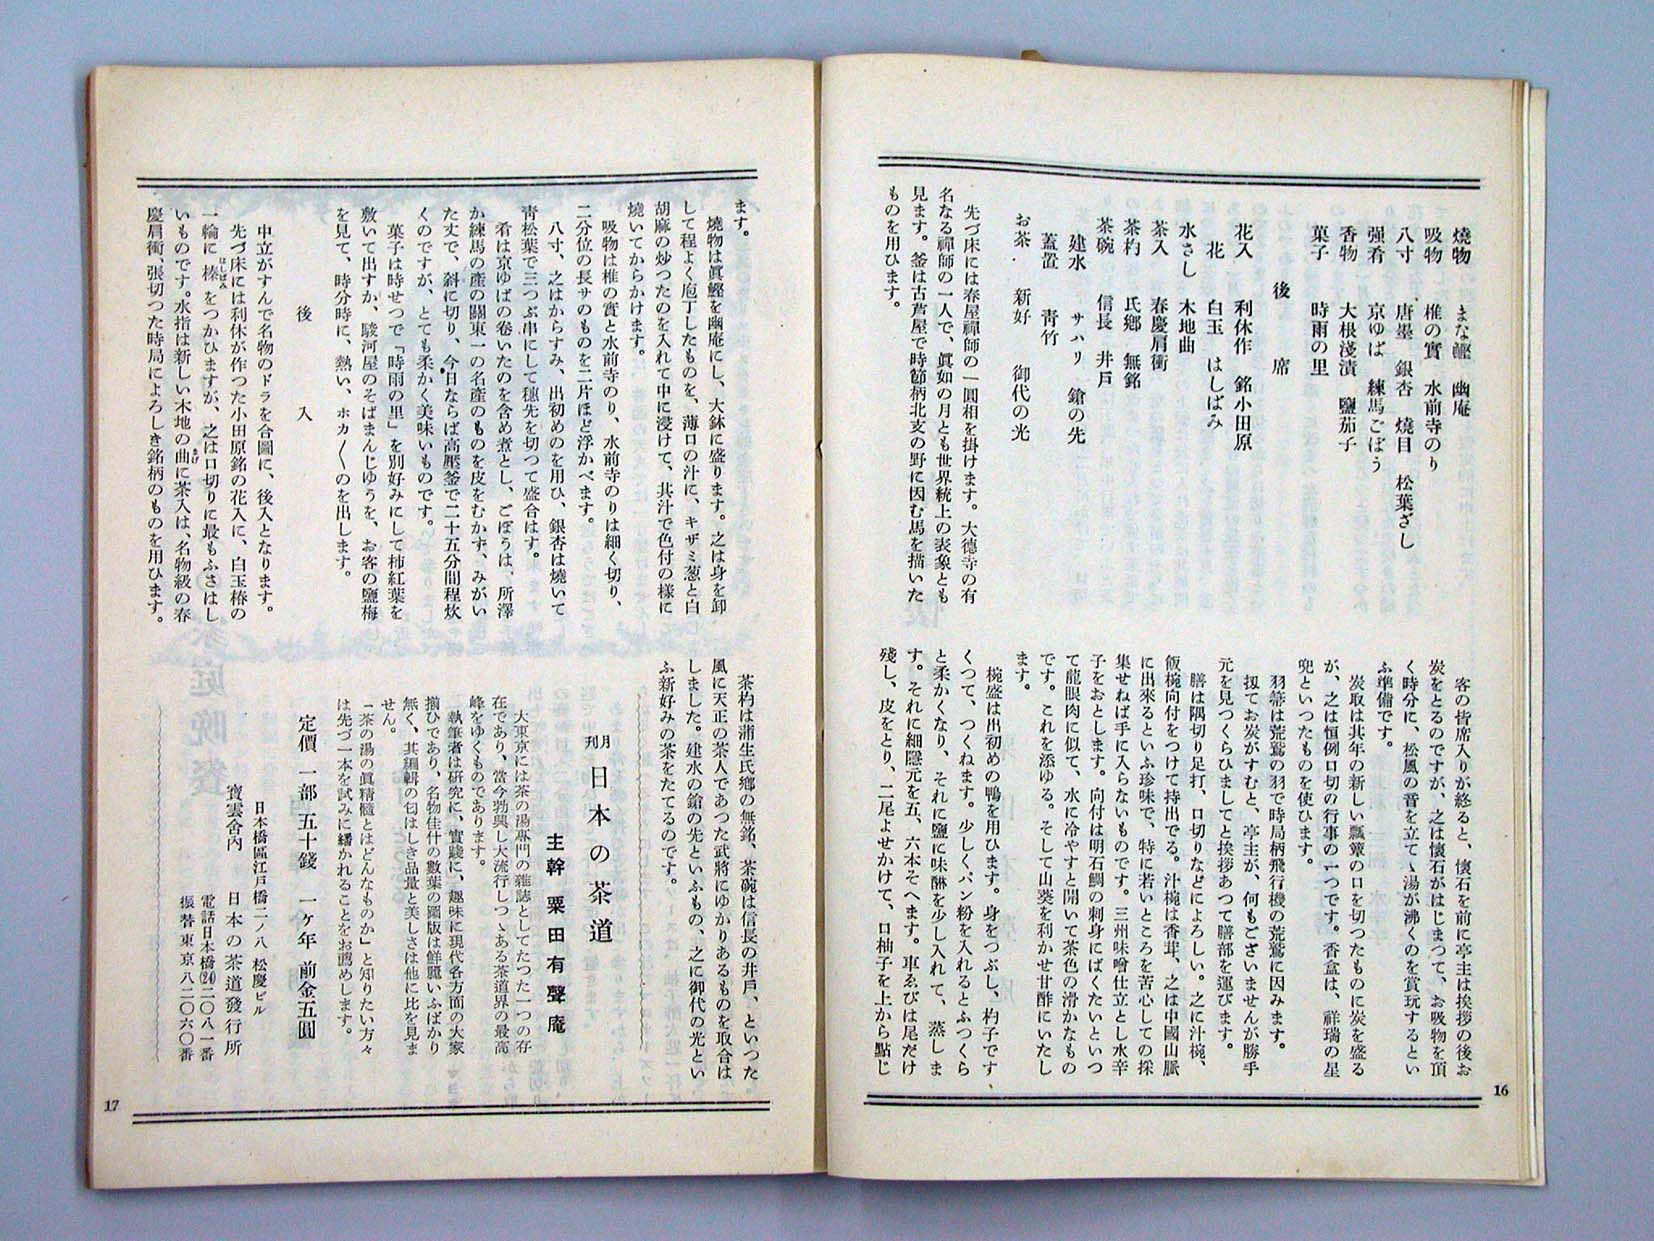 燒物　まな鰹　幽庵
吸物　椎の實　水前寺のり
八寸　唐墨　銀杏　燒目　松葉ざし
强肴　京ゆば　練馬ごぼう
香物　大根淺漬　鹽茄子
菓子　時雨の里
後席
花入　利休作　銘小田原
花　白玉　はしばみ
水さし　木地曲
茶入　春慶肩衝
茶杓　氏鄕　無銘
茶碗　信長　井戸
建水　サハリ　鎗の先
蓋置　靑竹
お茶　新好　御代の光
先づ床には春屋禪師の一圓相を掛けます。大德寺の有
名なる禪師の一人で、眞如の月とも世界統上の表象とも
見ます。釜は古芦屋で時節柄北支の野に因む馬を描いた
ものを用ひます。
客の皆席入りが終ると、懷石を前に亭主は挨拶の後お
炭をとるのですが、之は懷石がはじまつて、お吸物を頂
く時分に、松風の音を立てゝ湯が沸くのを賞玩するとい
ふ準備です。
炭取は其年の新しい瓢簞の口を切つたものに炭を盛る
が、之は恒例口切の行事の一つです。香盒は、祥瑞の星
兜といつたものを使ひます。
羽箒は荒鷲の羽で時局柄飛行機の荒鷲に因みます。
扨てお炭がすむと、亭主が、何もございませんが勝手
元を見つくらひましてと挨拶あつて膳部を運びます。
膳は隅切り足打、口切りなどによろしい。之に汁椀、
飯椀向付をつけて持出でる。汁椀は香茸、之は中國山脈
に出來るといふ珍味で、特に若いところを苦心しての採
集せねば手に入らないものです。三州味噌仕立とし水辛
子をおとします。向付は明石鯛の刺身にばくたいといつ
て龍眼肉に似て、水に冷やすと開いて茶色の滑かなもの
です。これを添ゆる。そして山葵を利かせ甘酢にいたし
ます。
椀盛は出初めの鴨を用ひます。身をつぶし、杓子です
くつて、つくねます。少しくパン粉を入れるとふつくら
と柔かくなり、それに鹽に味醂を少し入れて、蒸しま
す。それに細隱元を五、六本そへます。車ゑびは尾だけ
殘し、皮をとり、二尾よせかけて、口柚子を上から點じ
16
ます。
燒物は眞鰹を幽庵にし、大鉢に盛ります。之は身を卸
して程よく庖丁したものを、薄口の汁に、キザミ葱と白
胡麻の炒つたのを入れて中に浸けて、其汁で色付の樣に
燒いてからかけます。
吸物は椎の實と水前寺のり、水前寺のりは細く切り、
二分位の長サのものを二片ほど浮かべます。
八寸、之はからすみ、出初めのを用ひ、銀杏は燒いて
靑松葉で三つぶ串にして穗先を切つて盛合はす。
肴は京ゆばの卷いたのを含め煮とし、ごぼうは、所澤
か練馬の產の關東一の名產のものを皮をむかず、みがい
た丈で、斜に切り、今日ならば高壓釜で二十五分間程炊
くのですが、とても柔かく美味いものです。
菓子は時せつで「時雨の里」を別好みにして柿紅葉を
敷いて出すか、駿河屋のそばまんじゆうを、お客の鹽梅
を見て、時分時に、熱い、ホカ〱のを出します。
後入
中立がすんで名物のドラを合圖に、後入となります。
先づ床には利休が作つた小田原銘の花入に、白玉椿の
一輪に榛をつかひますが、之は口切りに最もふさはし
はしばみ
いものです。水指は新しい木地の曲に茶入は、名物級の春
まげ
慶肩衝、張切つた時局によろしき銘柄のものを用ひます。
茶杓は蒲生氏鄕の無銘、茶碗は信長の井戸、といつた
風に天正の茶人であつた武將にゆかりあるものを取合は
しました。建水の鎗の先といふもの、之に御代の光とい
ふ新好みの茶をたてるのです。
月刊　日本の茶道
主幹　粟田有聲庵
大東京には茶の湯專門の雜誌としてたつた一つの存
在であり、當今勃興し大流行しつゝある茶道界の最高
峰をゆくものであります。
執筆者は硏究に、實驗に、趣味に現代各方面の大家
揃ひであり、名物佳什の數葉の圖版は鮮麗いふばかり
無く、其編輯の匂はしき品量と美しさは他に比を見ま
せん。
「茶の湯の眞精髓とはどんなものか」と知りたい方々
は先づ一本を試みに繙かれることをお薦めします。
定價　一部　五十錢　一ケ年　前金五圓
日本橋區江戸橋二ノ八　松慶ビル
寶雲舍內　日本の茶道發行所
電話日本橋(24)二〇八一番
振替東京八二〇六〇番
17